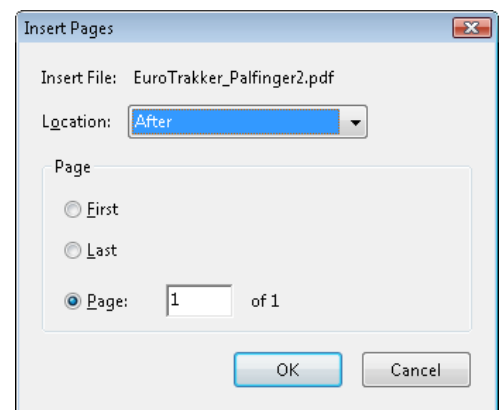 Insert Pages
Insert File: EuroTrakker_Palfinger2.pdf
Location: After
Page
First
Last
Page: 1 of 1
OK Cancel